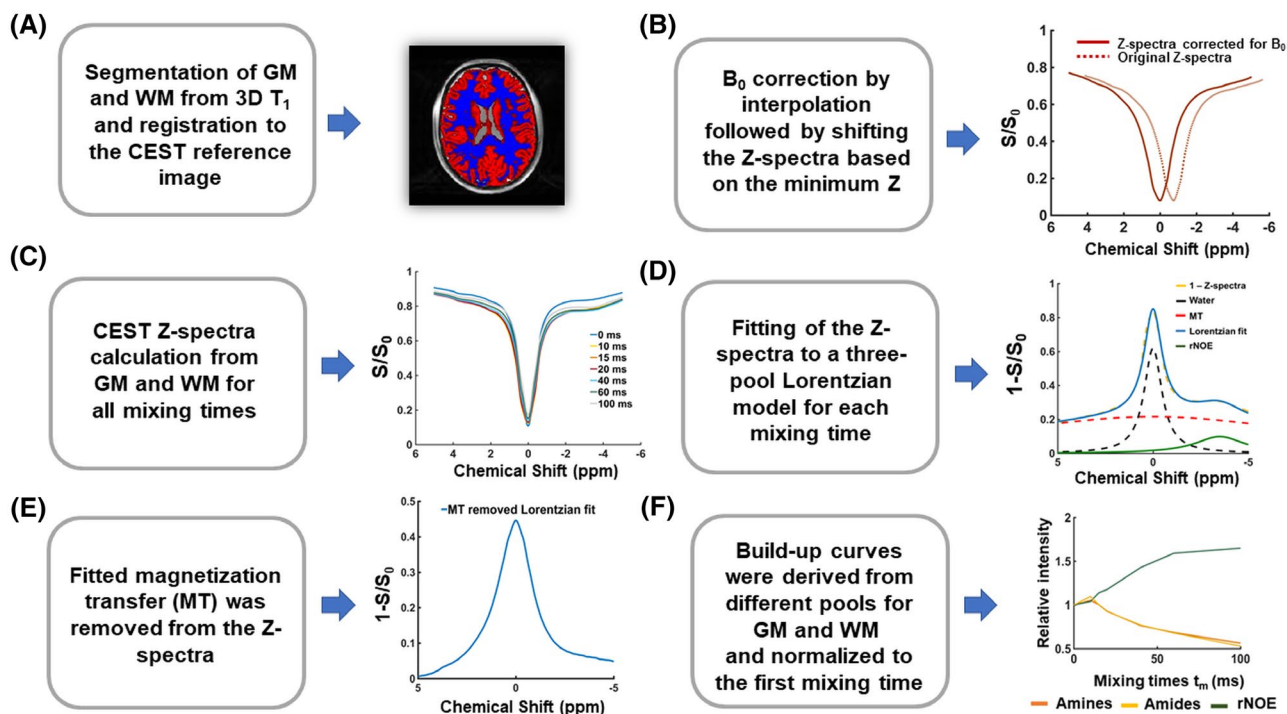 (A)
Segmentation of GM
and WM from 3D T₁
and registration to
the CEST reference
image
(B)
B₀ correction by
interpolation
followed by shifting
the Z-spectra based
on the minimum Z
Z-spectra corrected for B₀
Original Z-spectra
S/S₀
1
0.8
0.6
0.4
0.2
0
6 4 2 0 -2 -4 -6
Chemical Shift (ppm)
(C)
CEST Z-spectra
calculation from
GM and WM for
all mixing times
S/S₀
1
0.8
0.6
0.4
0.2
0
0 ms
10 ms
15 ms
20 ms
40 ms
60 ms
100 ms
6 4 2 0 -2 -4 -6
Chemical Shift (ppm)
(D)
Fitting of the Z-
spectra to a three-
pool Lorentzian
model for each
mixing time
1-S/S₀
1
0.8
0.6
0.4
0.2
0
1 – Z-spectra
Water
MT
Lorentzian fit
rNOE
5 0 -5
Chemical Shift (ppm)
(E)
Fitted magnetization
transfer (MT) was
removed from the Z-
spectra
1-S/S₀
0.5
0.4
0.3
0.2
0.1
0
MT removed Lorentzian fit
5 0 -5
Chemical Shift (ppm)
(F)
Build-up curves
were derived from
different pools for
GM and WM
and normalized to
the first mixing time
Relative intensity
2
1.5
1
0.5
0 50 100
Mixing times tₘ (ms)
Amines Amides rNOE